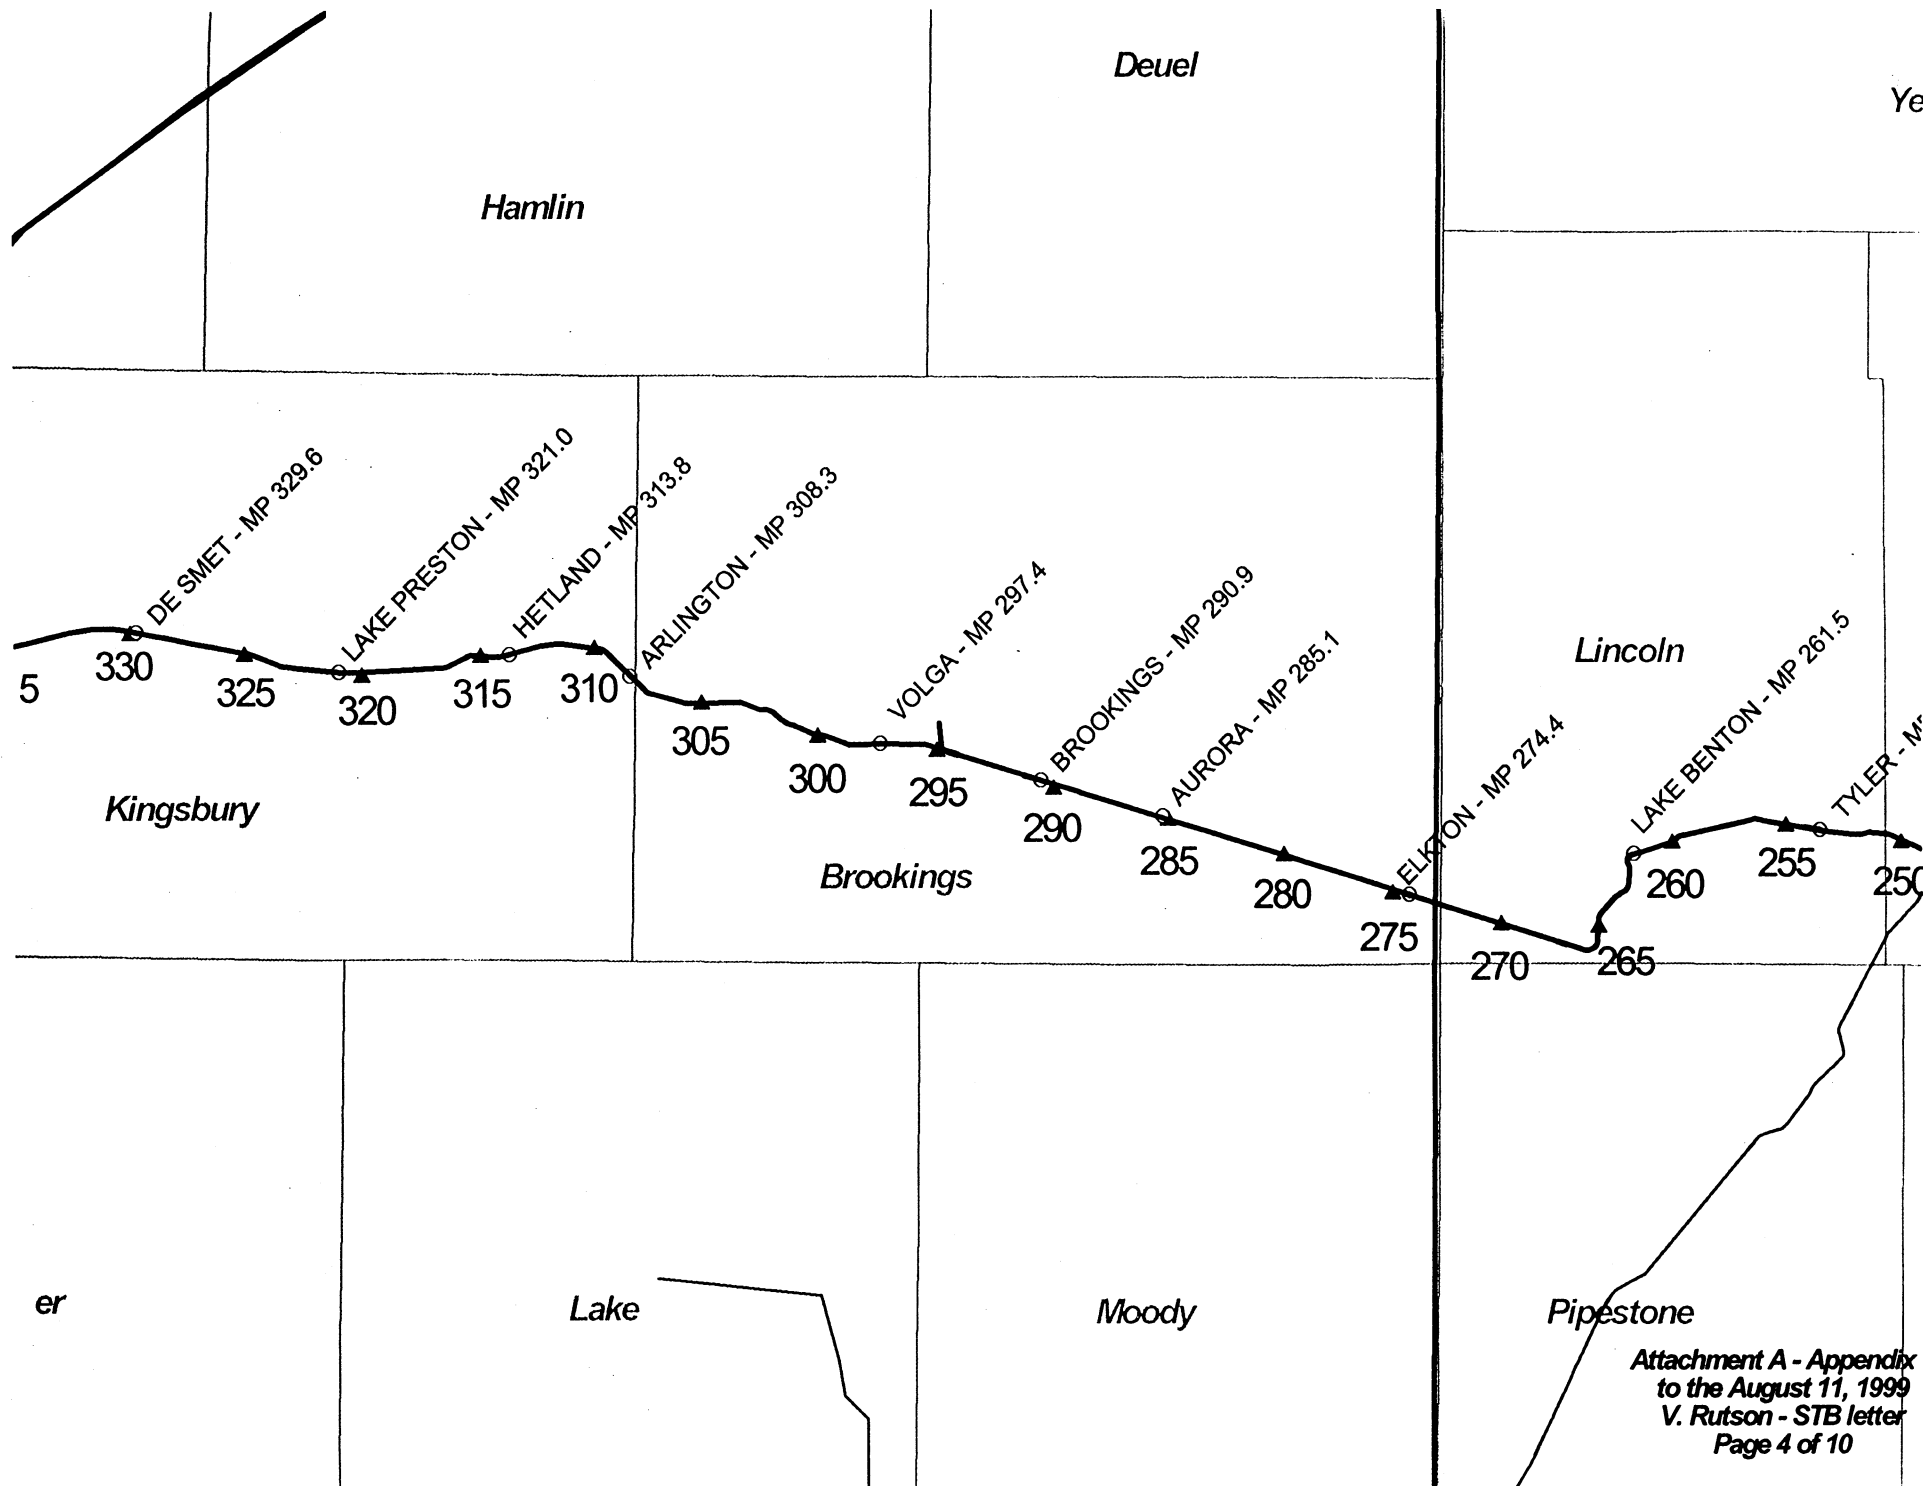 Deuel
Ye
Hamlin
DE SMET - MP 329.6
LAKE PRESTON - MP 321.0
HETLAND - MP 313.8
ARLINGTON - MP 308.3
VOLGA - MP 297.4
BROOKINGS - MP 290.9
AURORA - MP 285.1
ELKTON - MP 274.4
LAKE BENTON - MP 261.5
TYLER - M
Lincoln
5
330
325
320
315
310
305
300
295
290
285
280
275
270
265
260
255
250
Kingsbury
Brookings
er
Lake
Moody
Pipestone
Attachment A - Appendix
to the August 11, 1999
V. Rutson - STB letter
Page 4 of 10